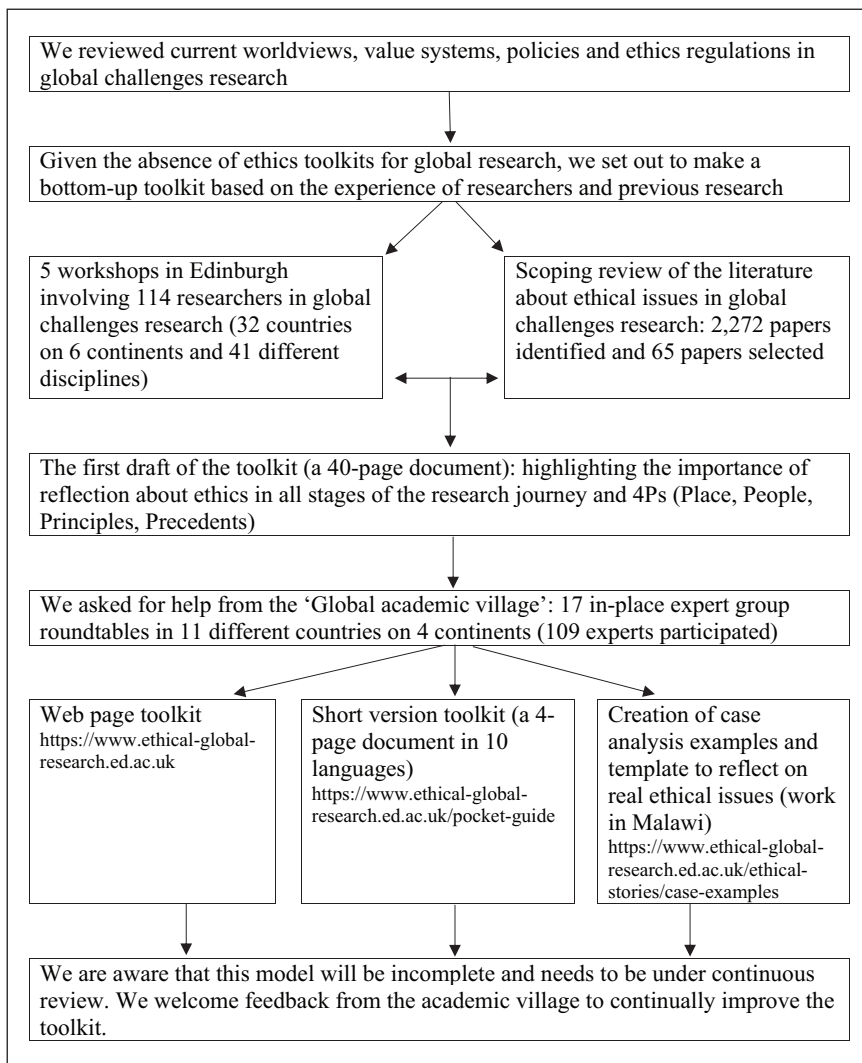 We reviewed current worldviews, value systems, policies and ethics regulations in
global challenges research
Given the absence of ethics toolkits for global research, we set out to make a
bottom-up toolkit based on the experience of researchers and previous research
5 workshops in Edinburgh
involving 114 researchers in global
challenges research (32 countries
on 6 continents and 41 different
disciplines)
Scoping review of the literature
about ethical issues in global
challenges research: 2,272 papers
identified and 65 papers selected
The first draft of the toolkit (a 40-page document): highlighting the importance of
reflection about ethics in all stages of the research journey and 4Ps (Place, People,
Principles, Precedents)
We asked for help from the ‘Global academic village’: 17 in-place expert group
roundtables in 11 different countries on 4 continents (109 experts participated)
Web page toolkit
https://www.ethical-global-
research.ed.ac.uk
Short version toolkit (a 4-
page document in 10
languages)
https://www.ethical-global-
research.ed.ac.uk/pocket-guide
Creation of case
analysis examples and
template to reflect on
real ethical issues (work
in Malawi)
https://www.ethical-global-
research.ed.ac.uk/ethical-
stories/case-examples
We are aware that this model will be incomplete and needs to be under continuous
review. We welcome feedback from the academic village to continually improve the
toolkit.